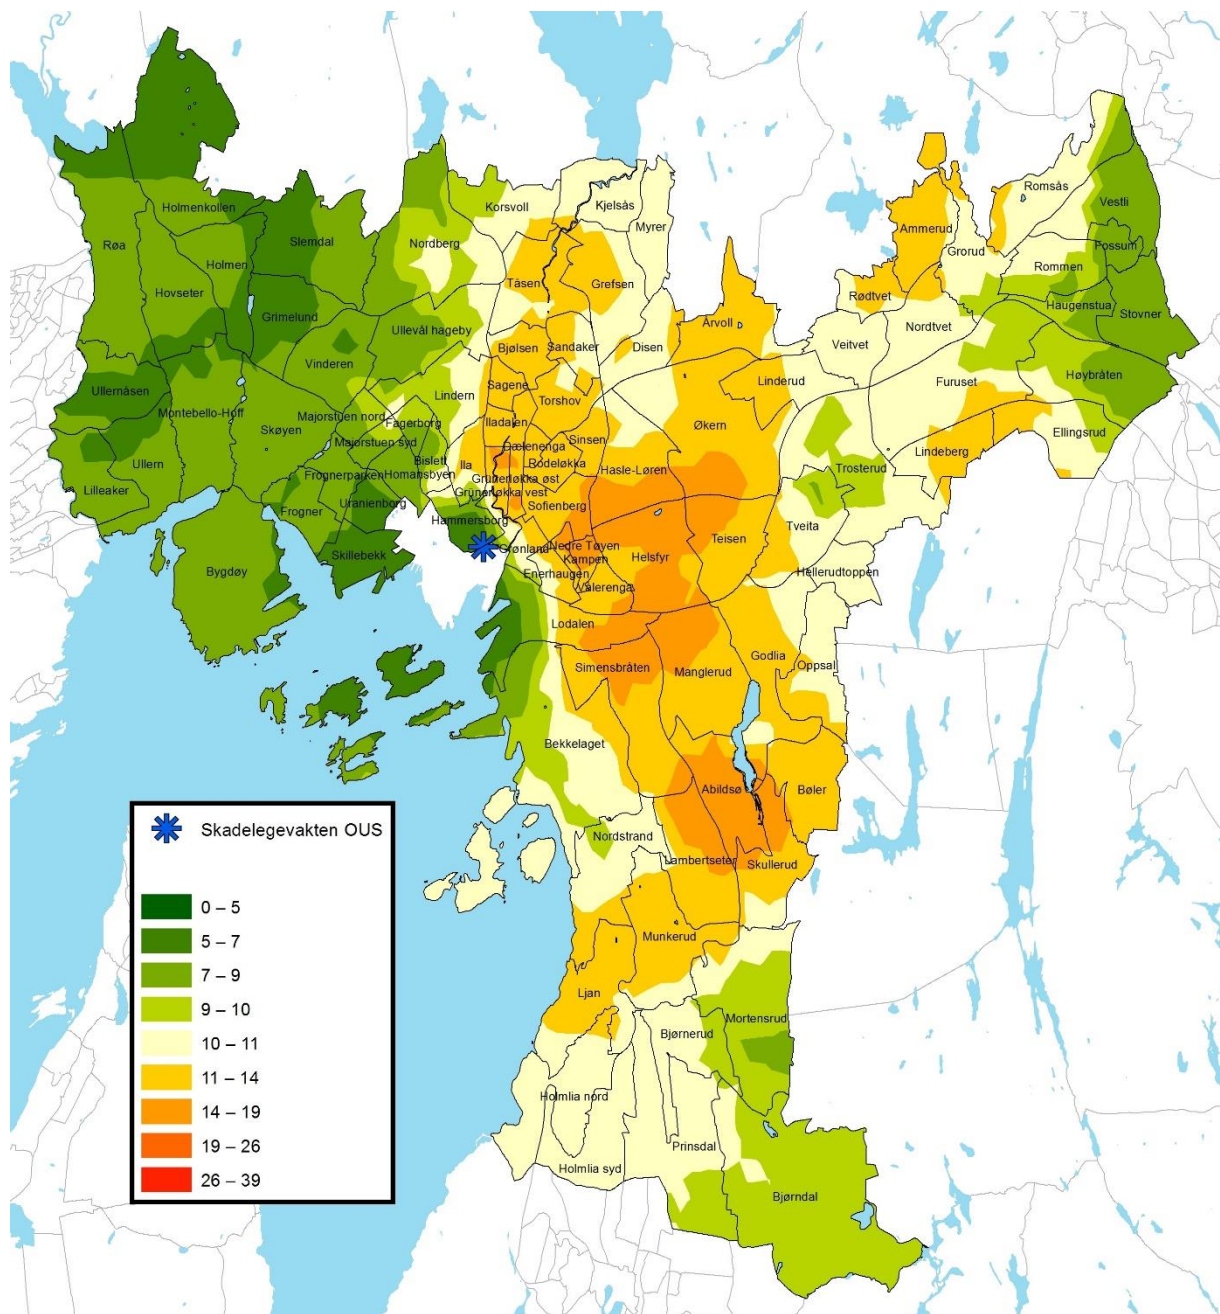 Romsås
Vestli
Holmenkollen
Korsvoll
Kjelsås
Myrer
Ammerud
Fossum
Røa
Slemdal
Nordberg
Grorud
Rommen
Holmen
Hovseter
Tåsen
Grefsen
Rødtvet
Haugenstua
Stovner
Grimelund
Ullevål hageby
Årvoll
Nordtvet
Bjølsen
Sandaker
Disen
Veitvet
Vinderen
Høybråten
Ullernåsen
Sagene
Linderud
Furuset
Lindern
Torshov
Montebello-Hoff
Majorstuen nord
Fagerborg
Iladalen
Skøyen
Økern
Majorstuen syd
Dælenenga
Sinsen
Ellingsrud
Ullern
Bislett
Ila
Rodeløkka
Hasle-Løren
Trosterud
Lindeberg
Frognerparken
Homansbyen
Grünerløkka øst
Lilleaker
Uranienborg
Grünerløkka vest
Frogner
Hammersborg
Sofienberg
Tveita
Skillebekk
Grønland
Nedre Tøyen
Teisen
Bygdøy
Kampen
Helsfyr
Enerhaugen
Hellerudtoppen
Vålerenga
Lodalen
Simensbråten
Manglerud
Godlia
Oppsal
Bekkelaget
Abildsø
Bøler
Nordstrand
Lambertseter
Skullerud
Munkerud
Ljan
Mortensrud
Bjørnerud
Holmlia nord
Prinsdal
Holmlia syd
Bjørndal
Skadelegevakten OUS
0 – 5
5 – 7
7 – 9
9 – 10
10 – 11
11 – 14
14 – 19
19 – 26
26 – 39